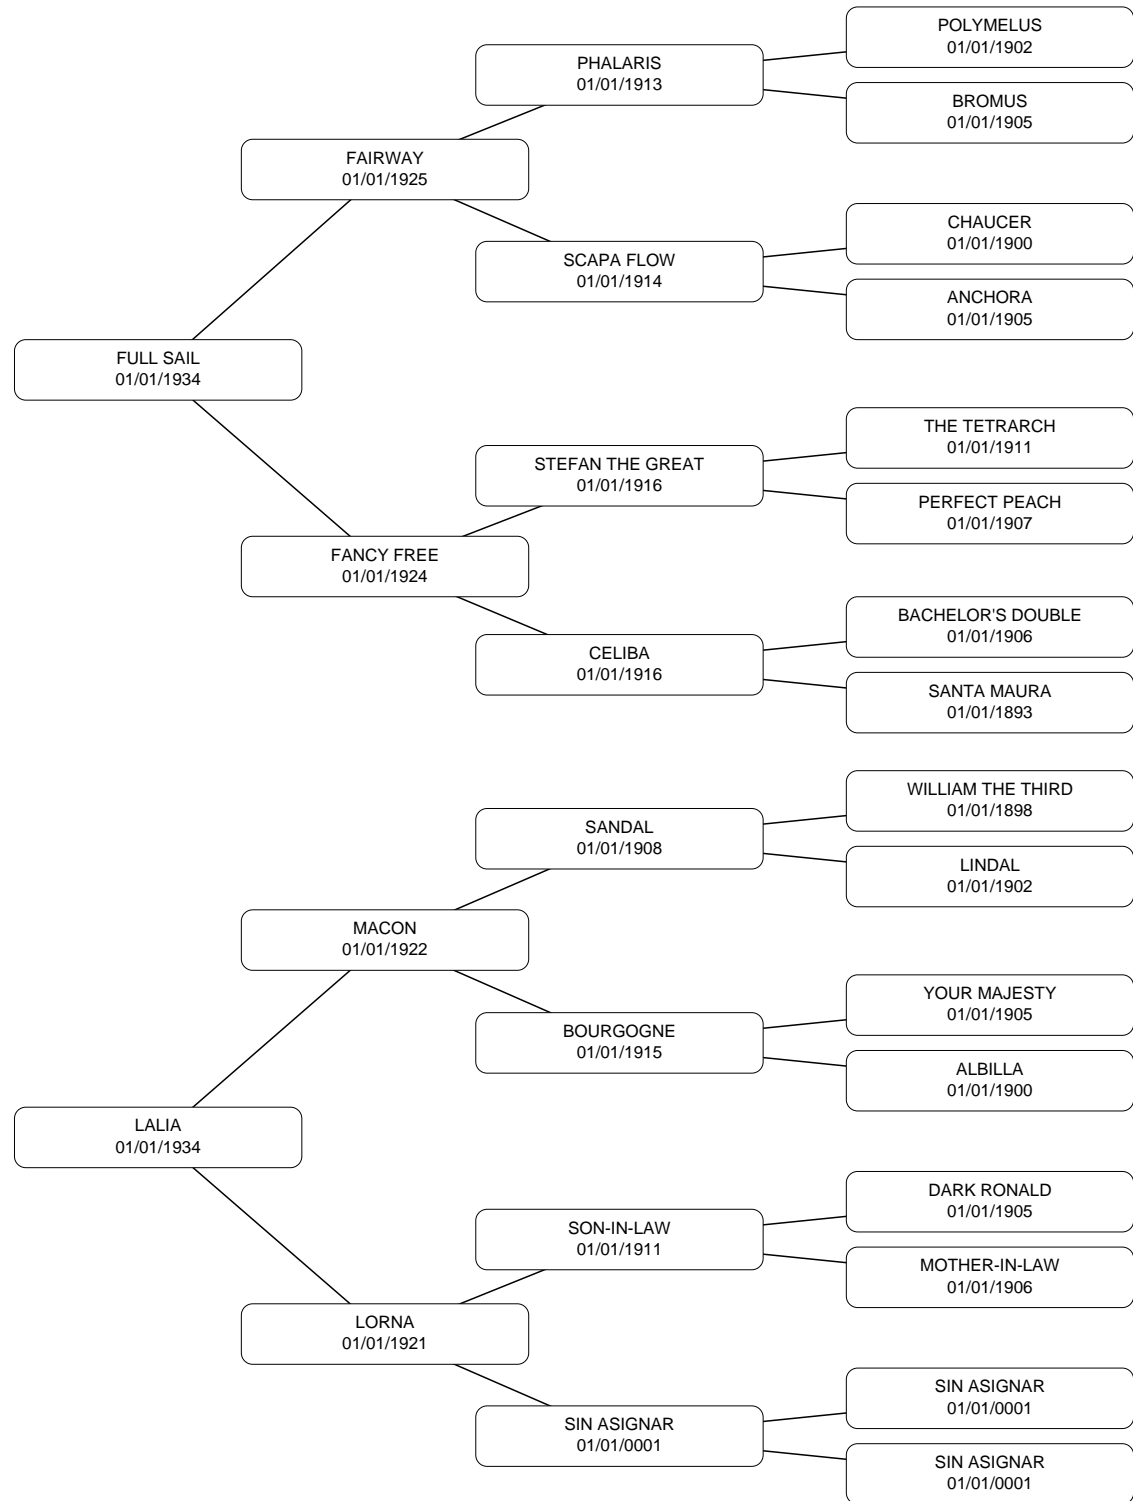 POLYMELUS
01/01/1902
PHALARIS
01/01/1913
BROMUS
01/01/1905
FAIRWAY
01/01/1925
CHAUCER
01/01/1900
SCAPA FLOW
01/01/1914
ANCHORA
01/01/1905
FULL SAIL
01/01/1934
THE TETRARCH
01/01/1911
STEFAN THE GREAT
01/01/1916
PERFECT PEACH
01/01/1907
FANCY FREE
01/01/1924
BACHELOR'S DOUBLE
01/01/1906
CELIBA
01/01/1916
SANTA MAURA
01/01/1893
WILLIAM THE THIRD
01/01/1898
SANDAL
01/01/1908
LINDAL
01/01/1902
MACON
01/01/1922
YOUR MAJESTY
01/01/1905
BOURGOGNE
01/01/1915
ALBILLA
01/01/1900
LALIA
01/01/1934
DARK RONALD
01/01/1905
SON-IN-LAW
01/01/1911
MOTHER-IN-LAW
01/01/1906
LORNA
01/01/1921
SIN ASIGNAR
01/01/0001
SIN ASIGNAR
01/01/0001
SIN ASIGNAR
01/01/0001